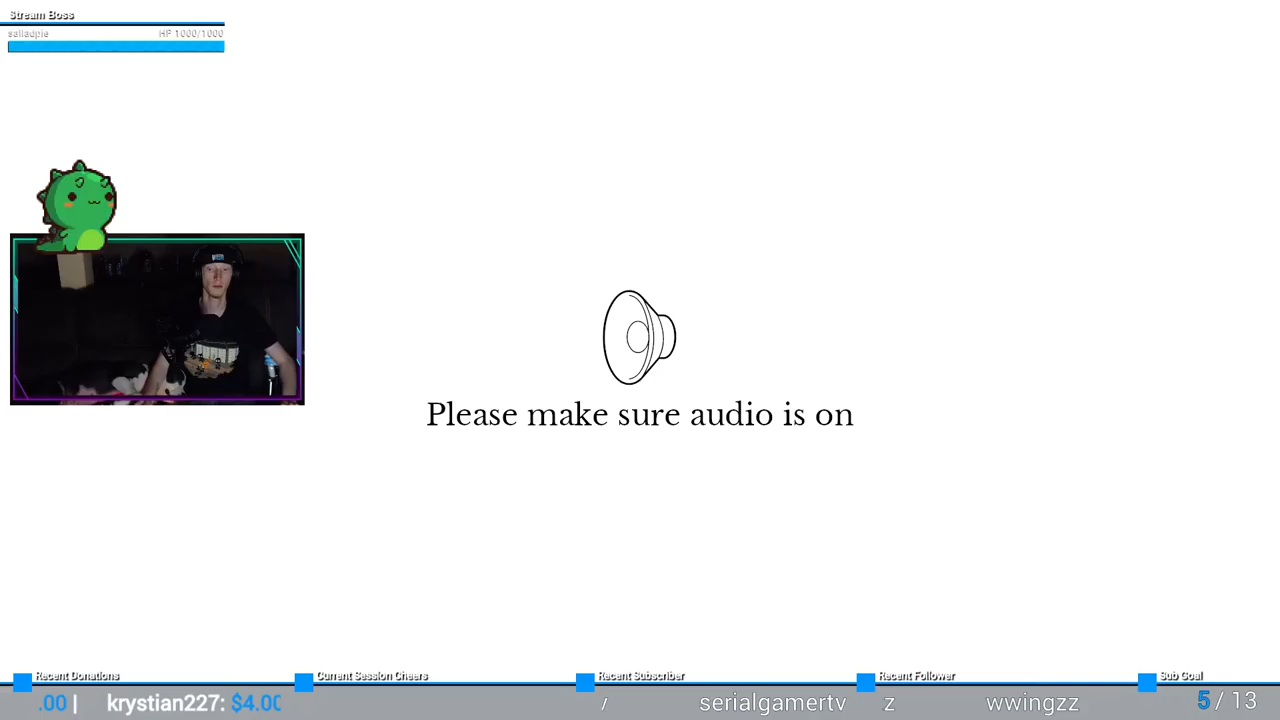 Stream Boss
salladpie HP 1000/1000
Please make sure audio is on
Recent Donations Current Session Cheers Recent Subscriber Recent Follower Sub Goal
.00 | krystian227: $4.00 serialgamertv z wwingzz 5 / 13